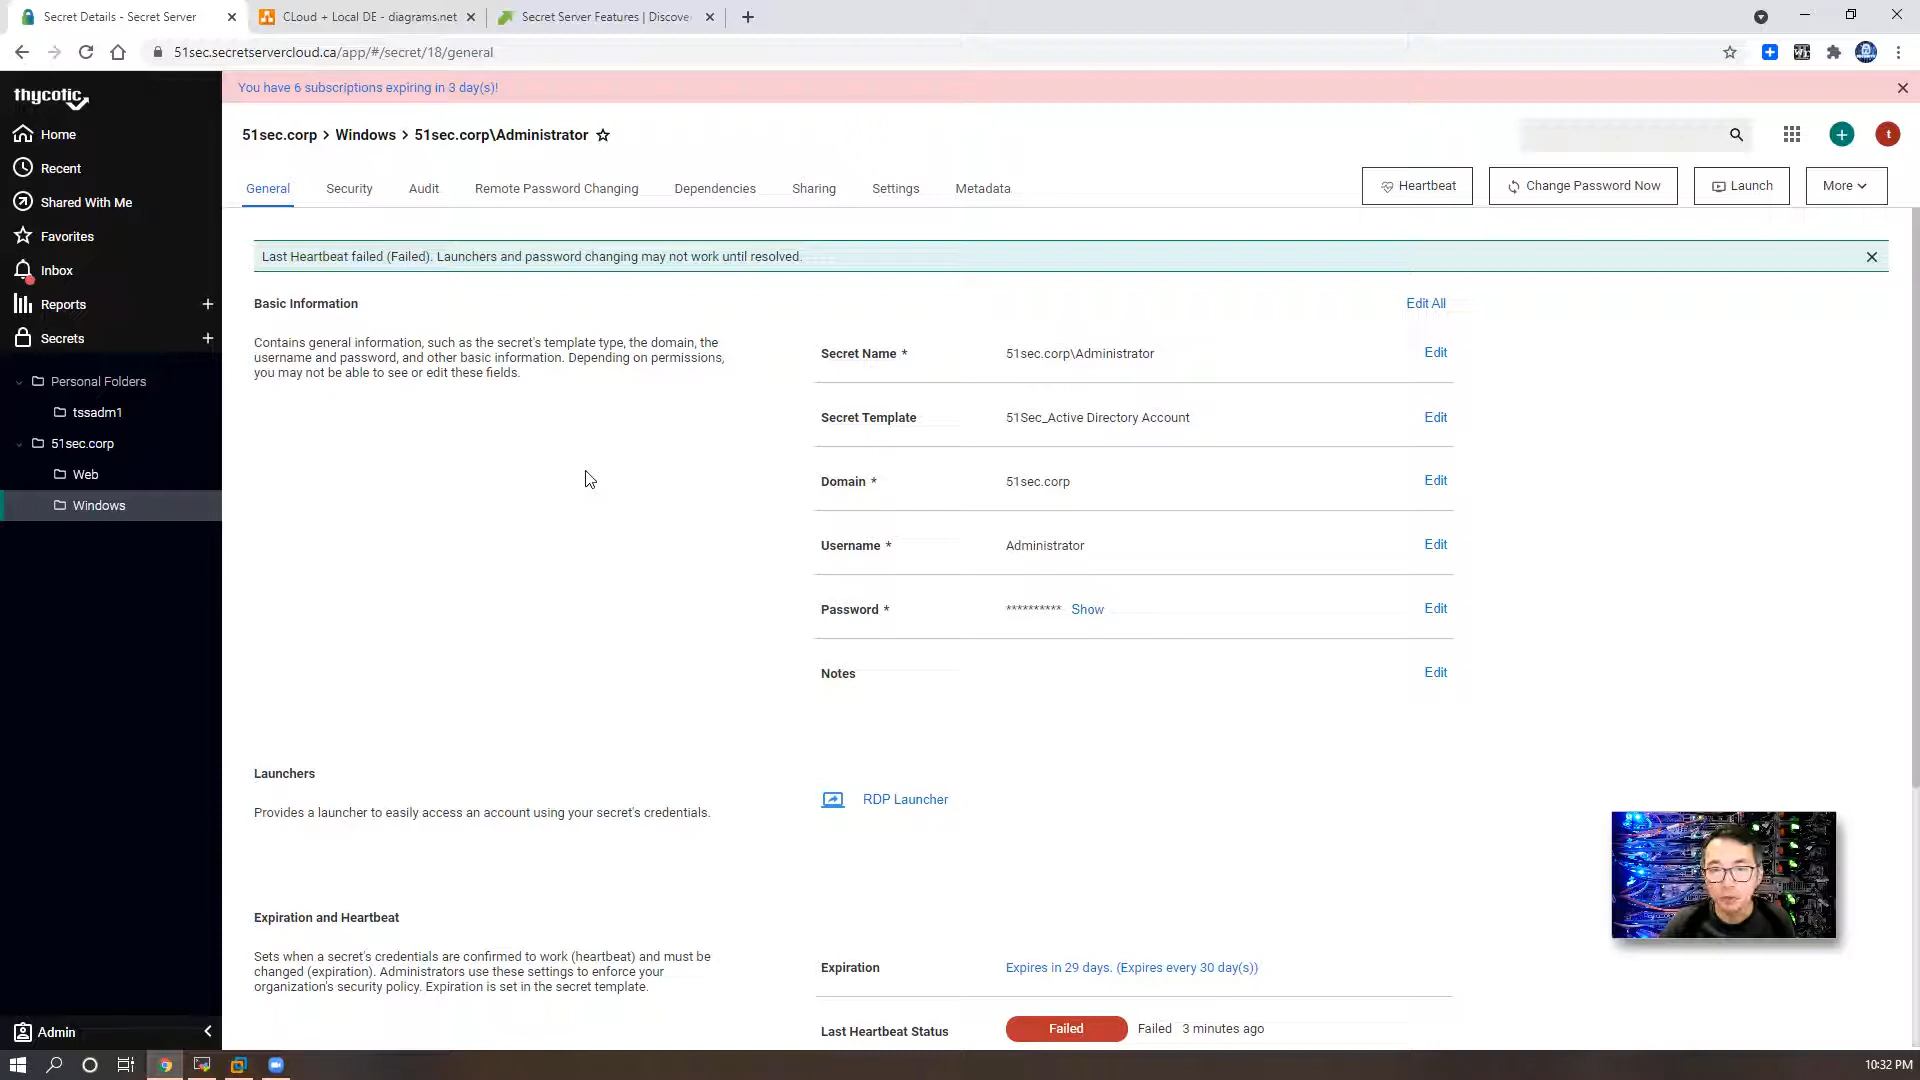 Secret Details - Secret Server
CLoud + Local DE - diagrams.net
Secret Server Features | Discove
51sec.secretservercloud.ca/app/#/secret/18/general
thycotic
You have 6 subscriptions expiring in 3 day(s)!
Home
Recent
Shared With Me
Favorites
Inbox
Reports
Secrets
Personal Folders
tssadm1
51sec.corp
Web
Windows
Admin
51sec.corp > Windows > 51sec.corp\Administrator
t
General
Security
Audit
Remote Password Changing
Dependencies
Sharing
Settings
Metadata
Heartbeat
Change Password Now
Launch
More
Last Heartbeat failed (Failed). Launchers and password changing may not work until resolved.
Basic Information
Edit All
Contains general information, such as the secret's template type, the domain, the
username and password, and other basic information. Depending on permissions,
you may not be able to see or edit these fields.
Secret Name * 51sec.corp\Administrator Edit
Secret Template 51Sec_Active Directory Account Edit
Domain * 51sec.corp Edit
Username * Administrator Edit
Password * ********** Show Edit
Notes Edit
Launchers
Provides a launcher to easily access an account using your secret's credentials.
RDP Launcher
Expiration and Heartbeat
Sets when a secret's credentials are confirmed to work (heartbeat) and must be
changed (expiration). Administrators use these settings to enforce your
organization's security policy. Expiration is set in the secret template.
Expiration Expires in 29 days. (Expires every 30 day(s))
Last Heartbeat Status Failed Failed 3 minutes ago
10:32 PM